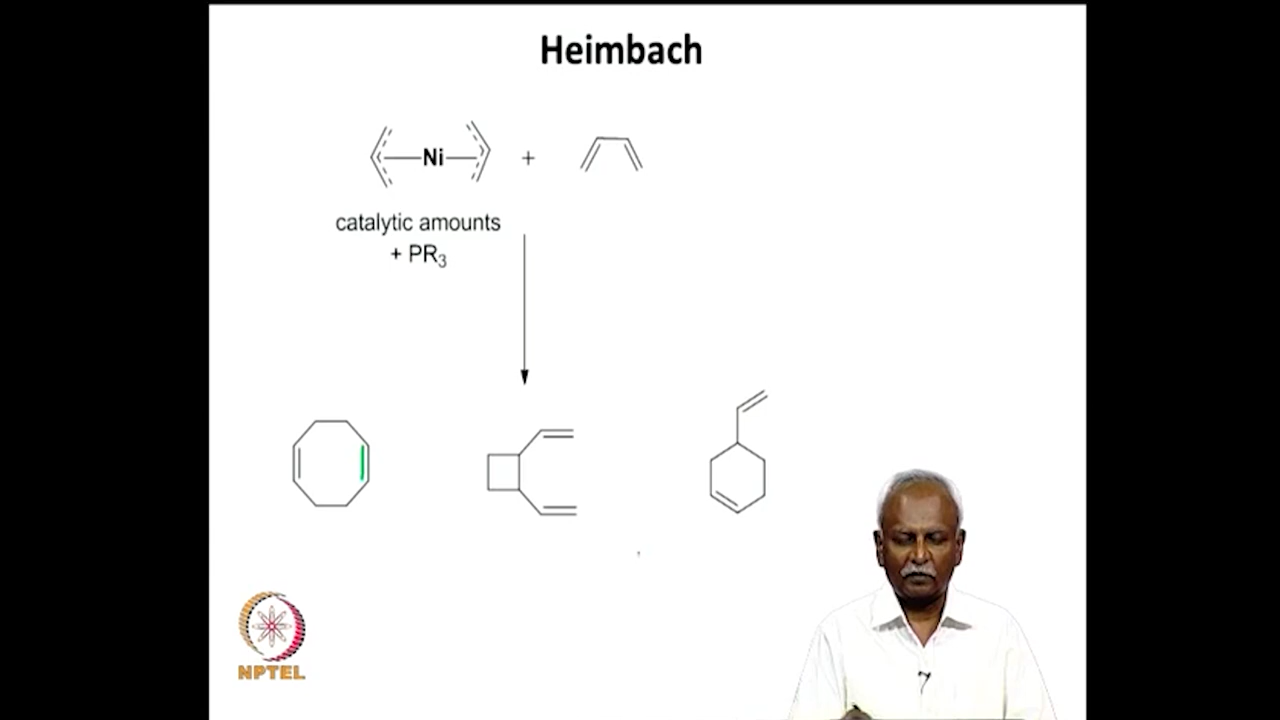 Heimbach
Ni
+
catalytic amounts
+ PR₃
NPTEL